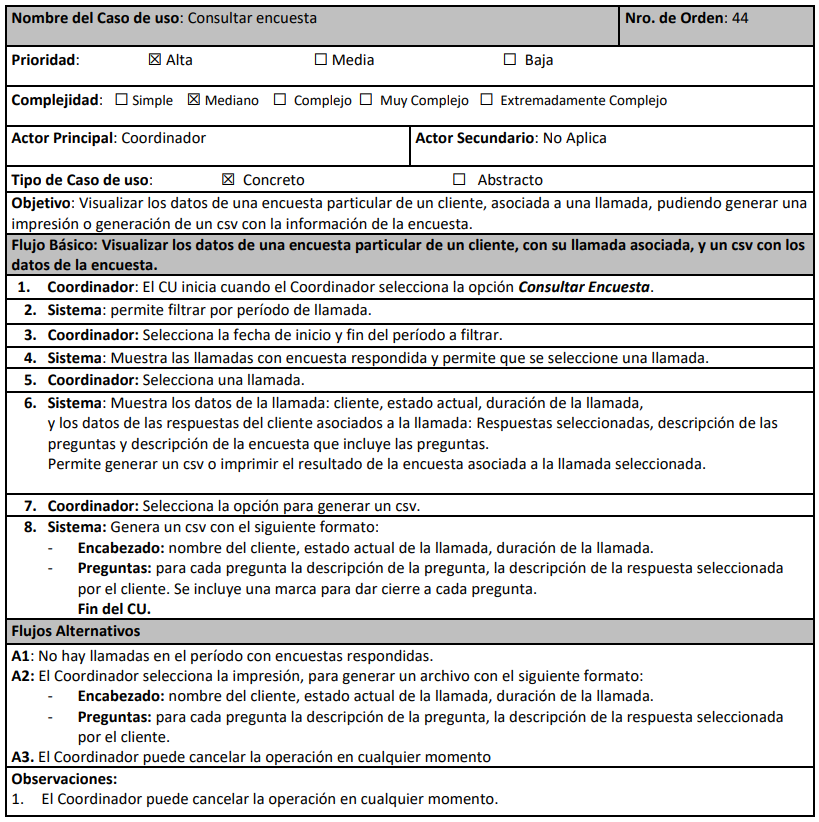 Nombre del Caso de uso: Consultar encuesta
Nro. de Orden: 44
Prioridad: ☒ Alta ☐ Media ☐ Baja
Complejidad: ☐ Simple ☒ Mediano ☐ Complejo ☐ Muy Complejo ☐ Extremadamente Complejo
Actor Principal: Coordinador
Actor Secundario: No Aplica
Tipo de Caso de uso: ☒ Concreto ☐ Abstracto
Objetivo: Visualizar los datos de una encuesta particular de un cliente, asociada a una llamada, pudiendo generar una
impresión o generación de un csv con la información de la encuesta.
Flujo Básico: Visualizar los datos de una encuesta particular de un cliente, con su llamada asociada, y un csv con los
datos de la encuesta.
1. Coordinador: El CU inicia cuando el Coordinador selecciona la opción Consultar Encuesta.
2. Sistema: permite filtrar por período de llamada.
3. Coordinador: Selecciona la fecha de inicio y fin del período a filtrar.
4. Sistema: Muestra las llamadas con encuesta respondida y permite que se seleccione una llamada.
5. Coordinador: Selecciona una llamada.
6. Sistema: Muestra los datos de la llamada: cliente, estado actual, duración de la llamada,
y los datos de las respuestas del cliente asociados a la llamada: Respuestas seleccionadas, descripción de las
preguntas y descripción de la encuesta que incluye las preguntas.
Permite generar un csv o imprimir el resultado de la encuesta asociada a la llamada seleccionada.
7. Coordinador: Selecciona la opción para generar un csv.
8. Sistema: Genera un csv con el siguiente formato:
- Encabezado: nombre del cliente, estado actual de la llamada, duración de la llamada.
- Preguntas: para cada pregunta la descripción de la pregunta, la descripción de la respuesta seleccionada
por el cliente. Se incluye una marca para dar cierre a cada pregunta.
Fin del CU.
Flujos Alternativos
A1: No hay llamadas en el período con encuestas respondidas.
A2: El Coordinador selecciona la impresión, para generar un archivo con el siguiente formato:
- Encabezado: nombre del cliente, estado actual de la llamada, duración de la llamada.
- Preguntas: para cada pregunta la descripción de la pregunta, la descripción de la respuesta seleccionada
por el cliente.
A3. El Coordinador puede cancelar la operación en cualquier momento
Observaciones:
1. El Coordinador puede cancelar la operación en cualquier momento.